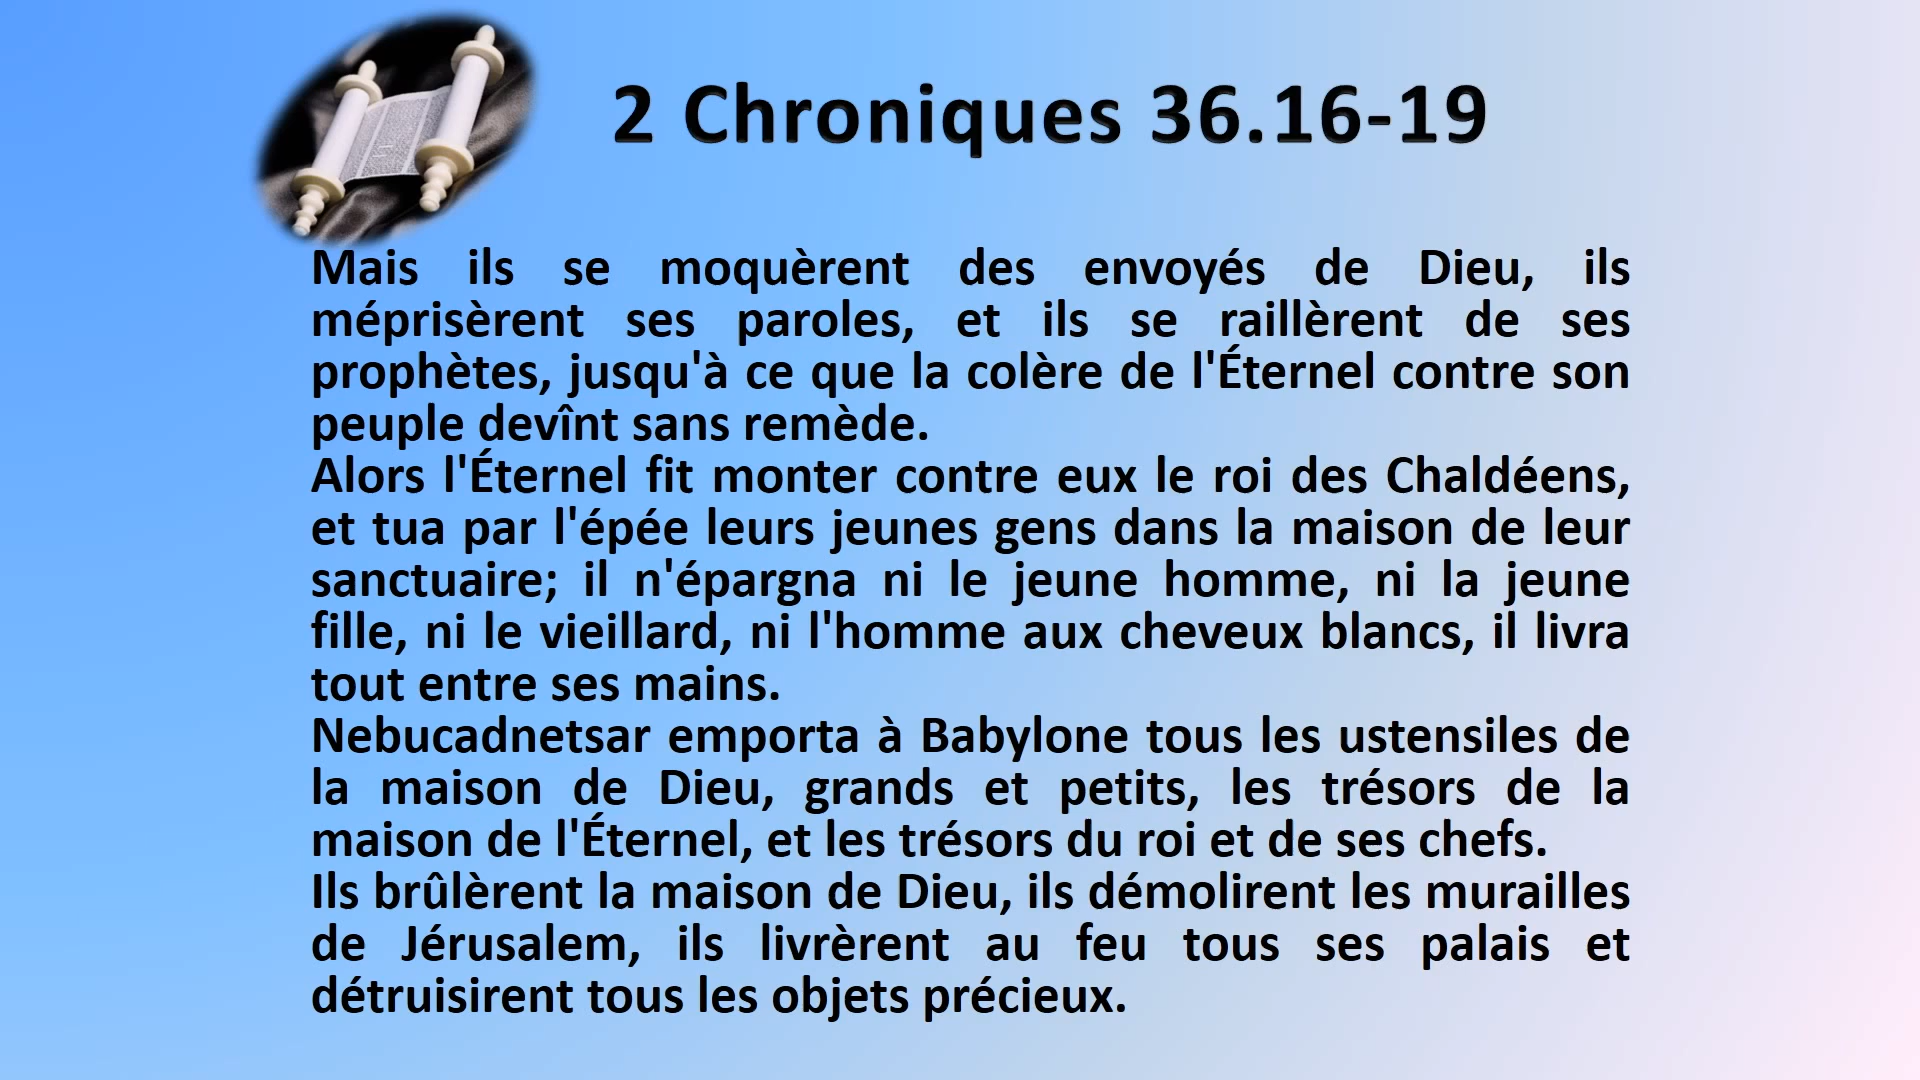 2 Chroniques 36.16-19
Mais ils se moquèrent des envoyés de Dieu, ils
méprisèrent ses paroles, et ils se raillèrent de ses
prophètes, jusqu'à ce que la colère de l'Éternel contre son
peuple devînt sans remède.
Alors l'Éternel fit monter contre eux le roi des Chaldéens,
et tua par l'épée leurs jeunes gens dans la maison de leur
sanctuaire; il n'épargna ni le jeune homme, ni la jeune
fille, ni le vieillard, ni l'homme aux cheveux blancs, il livra
tout entre ses mains.
Nebucadnetsar emporta à Babylone tous les ustensiles de
la maison de Dieu, grands et petits, les trésors de la
maison de l'Éternel, et les trésors du roi et de ses chefs.
Ils brûlèrent la maison de Dieu, ils démolirent les murailles
de Jérusalem, ils livrèrent au feu tous ses palais et
détruisirent tous les objets précieux.